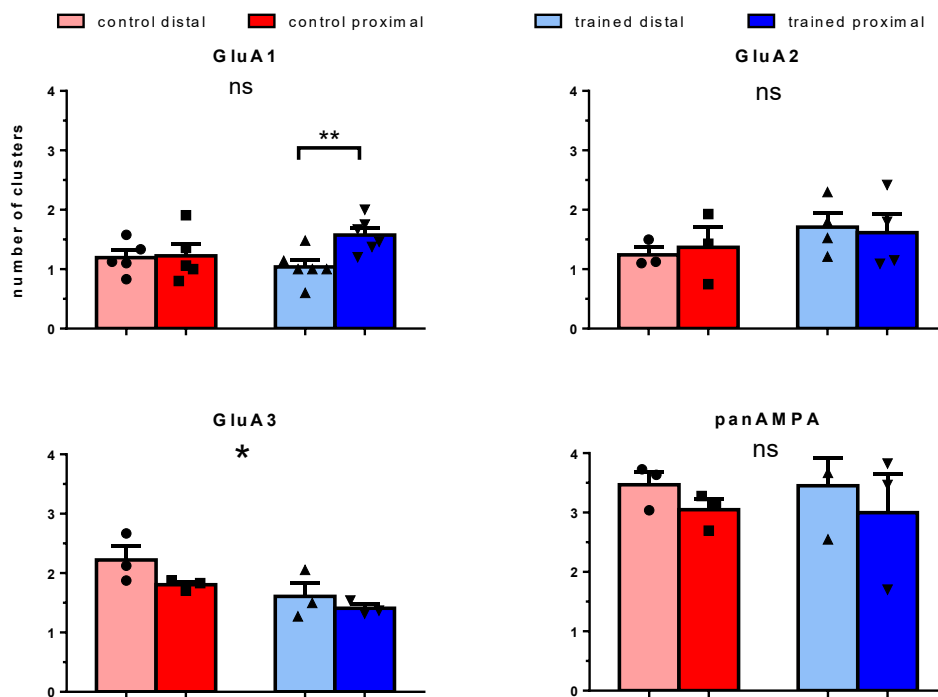 control distal control proximal trained distal trained proximal
GluA1
ns
4
3
2
1
0
**
number of clusters
GluA2
ns
4
3
2
1
0
GluA3
*
4
3
2
1
0
panAMPA
ns
4
3
2
1
0